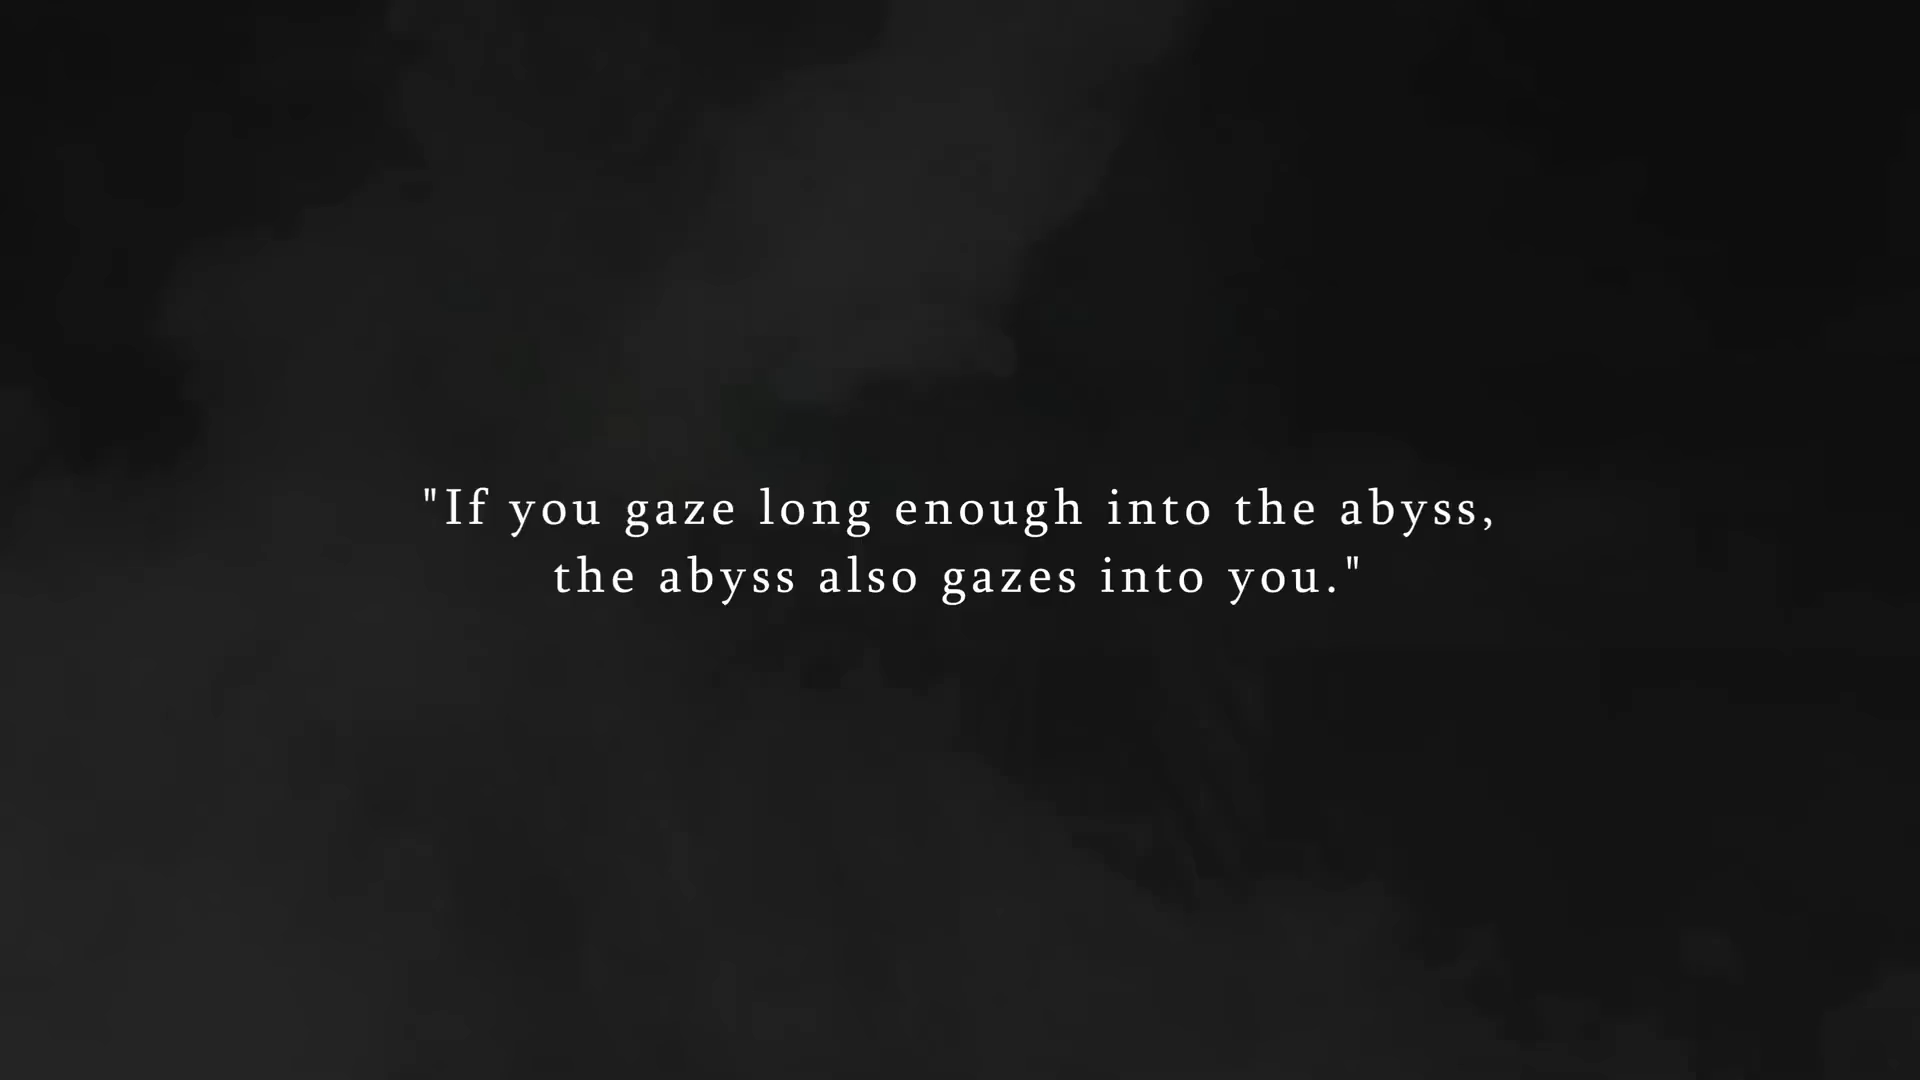 "If you gaze long enough into the abyss,
the abyss also gazes into you."